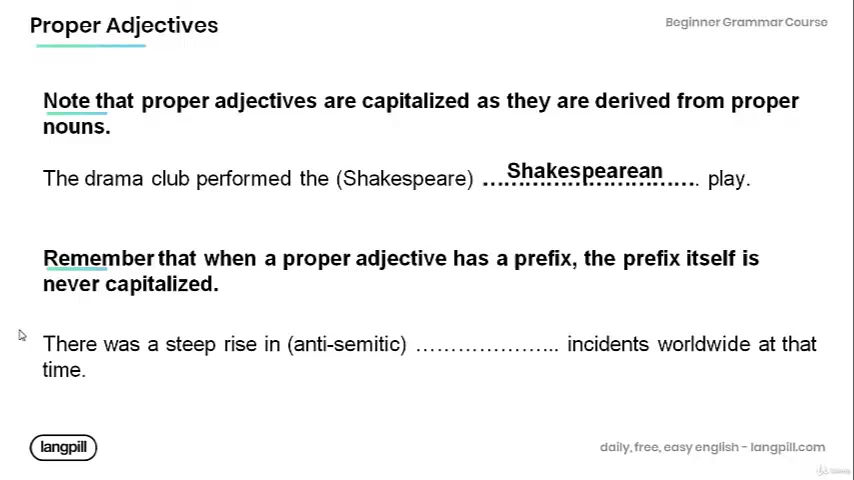 Proper Adjectives
Beginner Grammar Course
Note that proper adjectives are capitalized as they are derived from proper
nouns.
The drama club performed the (Shakespeare) ……Shakespearean……. play.
Remember that when a proper adjective has a prefix, the prefix itself is
never capitalized.
There was a steep rise in (anti-semitic) ……………….. incidents worldwide at that
time.
langpill
daily, free, easy english - langpill.com
Udemy